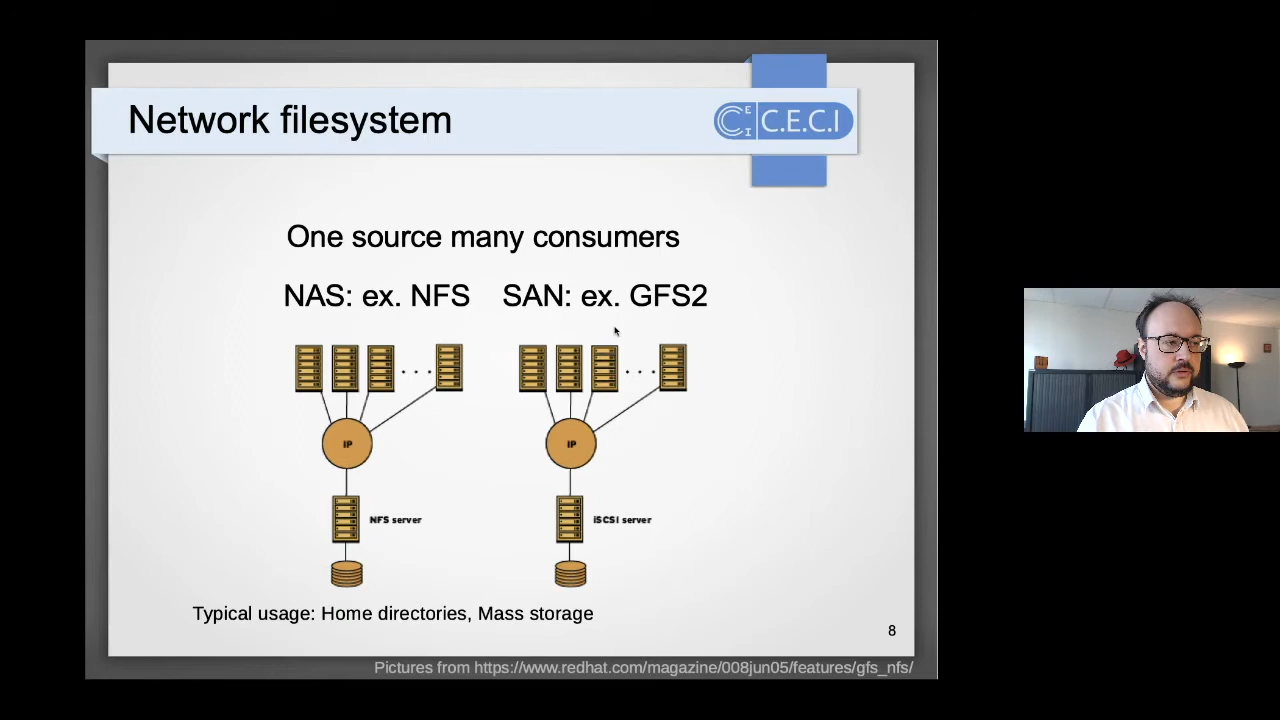 Network filesystem
C E C I C.E.C.I
One source many consumers
NAS: ex. NFS SAN: ex. GFS2
IP IP
NFS server iSCSI server
Typical usage: Home directories, Mass storage
8
Pictures from https://www.redhat.com/magazine/008jun05/features/gfs_nfs/